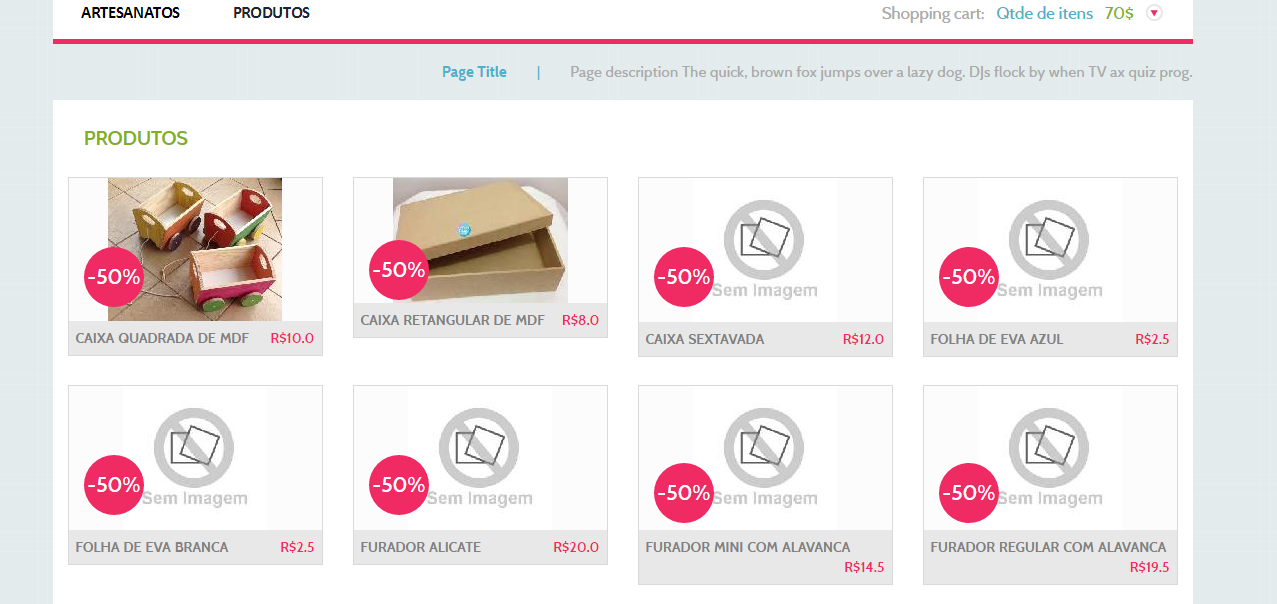 ARTESANATOS PRODUTOS Shopping cart: Qtde de itens 70$
Page Title | Page description The quick, brown fox jumps over a lazy dog. DJs flock by when TV ax quiz prog.
PRODUTOS
-50% -50% -50% -50%
Sem Imagem Sem Imagem
CAIXA QUADRADA DE MDF R$10.0 CAIXA RETANGULAR DE MDF R$8.0 CAIXA SEXTAVADA R$12.0 FOLHA DE EVA AZUL R$2.5
-50% -50% -50% -50%
Sem Imagem Sem Imagem Sem Imagem Sem Imagem
FOLHA DE EVA BRANCA R$2.5 FURADOR ALICATE R$20.0 FURADOR MINI COM ALAVANCA FURADOR REGULAR COM ALAVANCA
R$14.5 R$19.5